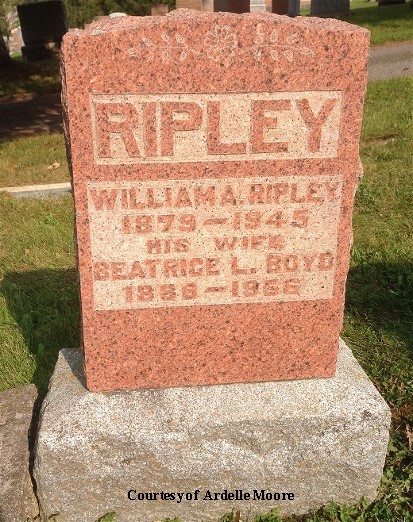 RIPLEY
WILLIAM A. RIPLEY
1879-1945
HIS WIFE
BEATRICE L. BOYD
1886-1956
Courtesy of Ardelle Moore